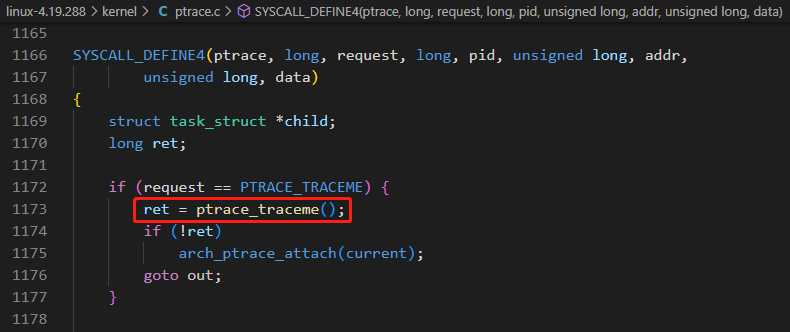 linux-4.19.288 > kernel > C ptrace.c > SYSCALL_DEFINE4(ptrace, long, request, long, pid, unsigned long, addr, unsigned long, data)
1165
1166 SYSCALL_DEFINE4(ptrace, long, request, long, pid, unsigned long, addr,
1167         unsigned long, data)
1168 {
1169     struct task_struct *child;
1170     long ret;
1171
1172     if (request == PTRACE_TRACEME) {
1173         ret = ptrace_traceme();
1174         if (!ret)
1175             arch_ptrace_attach(current);
1176         goto out;
1177     }
1178